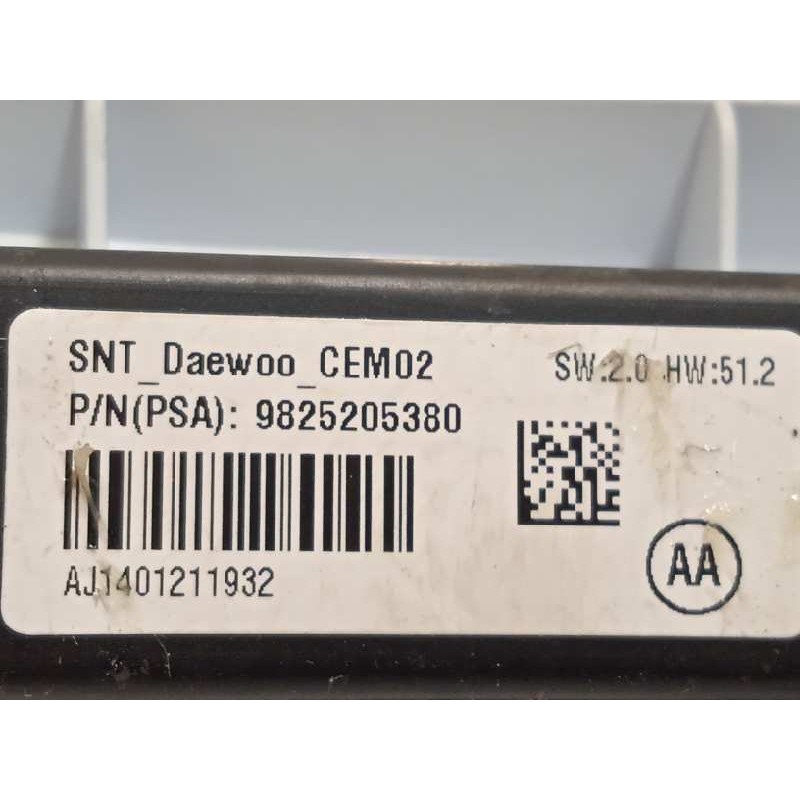 SNT_Daewoo_CEM02
SW:2.0 HW:51.2
P/N(PSA): 9825205380
AJ1401211932
AA